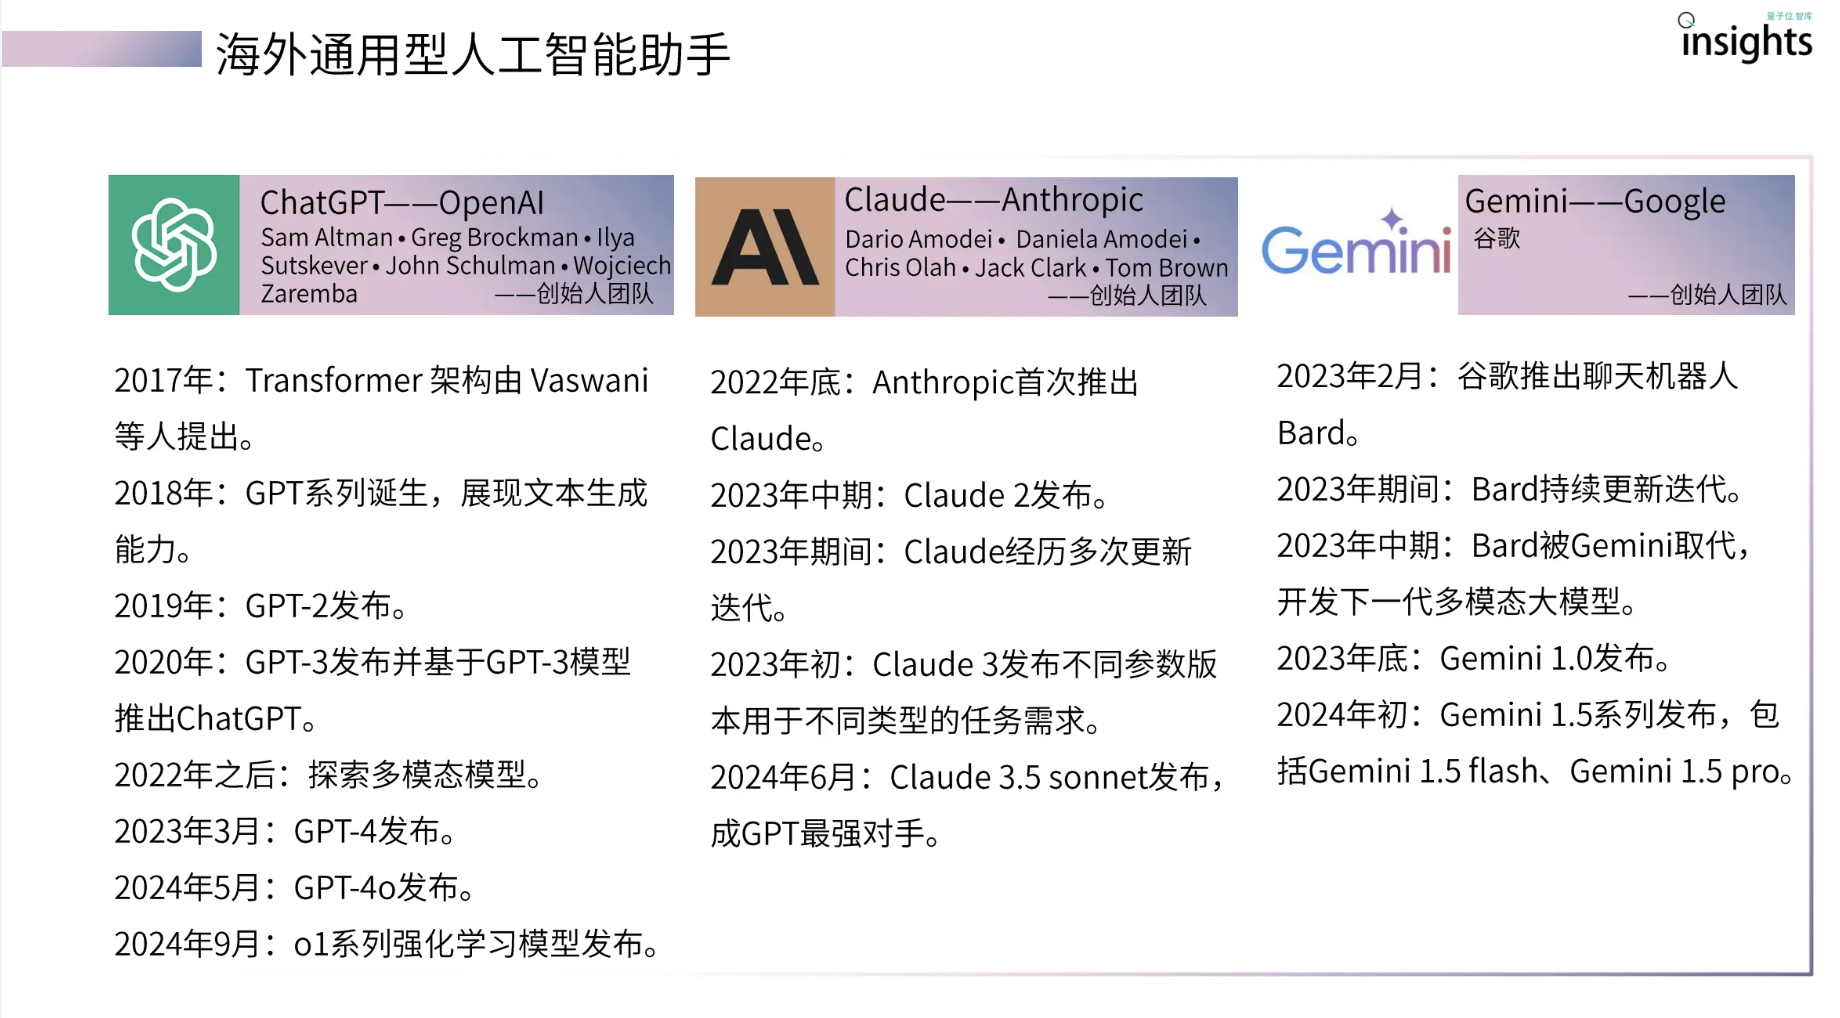 海外通用型人工智能助手
量子位 智库
insights
ChatGPT——OpenAI
Sam Altman • Greg Brockman • Ilya
Sutskever • John Schulman • Wojciech
Zaremba ——创始人团队
2017年：Transformer 架构由 Vaswani
等人提出。
2018年：GPT系列诞生，展现文本生成
能力。
2019年：GPT-2发布。
2020年：GPT-3发布并基于GPT-3模型
推出ChatGPT。
2022年之后：探索多模态模型。
2023年3月：GPT-4发布。
2024年5月：GPT-4o发布。
2024年9月：o1系列强化学习模型发布。
Claude——Anthropic
Dario Amodei • Daniela Amodei •
Chris Olah • Jack Clark • Tom Brown
——创始人团队
2022年底：Anthropic首次推出
Claude。
2023年中期：Claude 2发布。
2023年期间：Claude经历多次更新
迭代。
2023年初：Claude 3发布不同参数版
本用于不同类型的任务需求。
2024年6月：Claude 3.5 sonnet发布，
成GPT最强对手。
Gemini
Gemini——Google
谷歌
——创始人团队
2023年2月：谷歌推出聊天机器人
Bard。
2023年期间：Bard持续更新迭代。
2023年中期：Bard被Gemini取代，
开发下一代多模态大模型。
2023年底：Gemini 1.0发布。
2024年初：Gemini 1.5系列发布，包
括Gemini 1.5 flash、Gemini 1.5 pro。